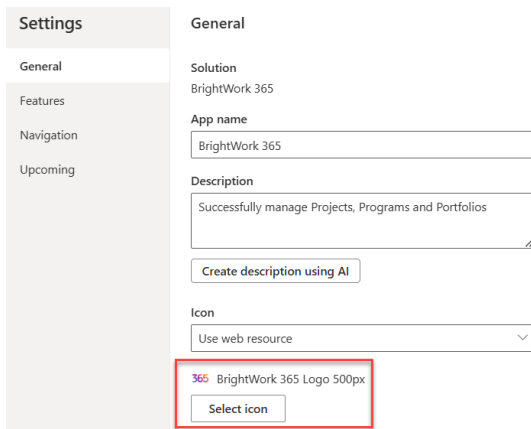 Settings
General
Features
Navigation
Upcoming
General
Solution
BrightWork 365
App name
BrightWork 365
Description
Successfully manage Projects, Programs and Portfolios
Create description using AI
Icon
Use web resource
365 BrightWork 365 Logo 500px
Select icon